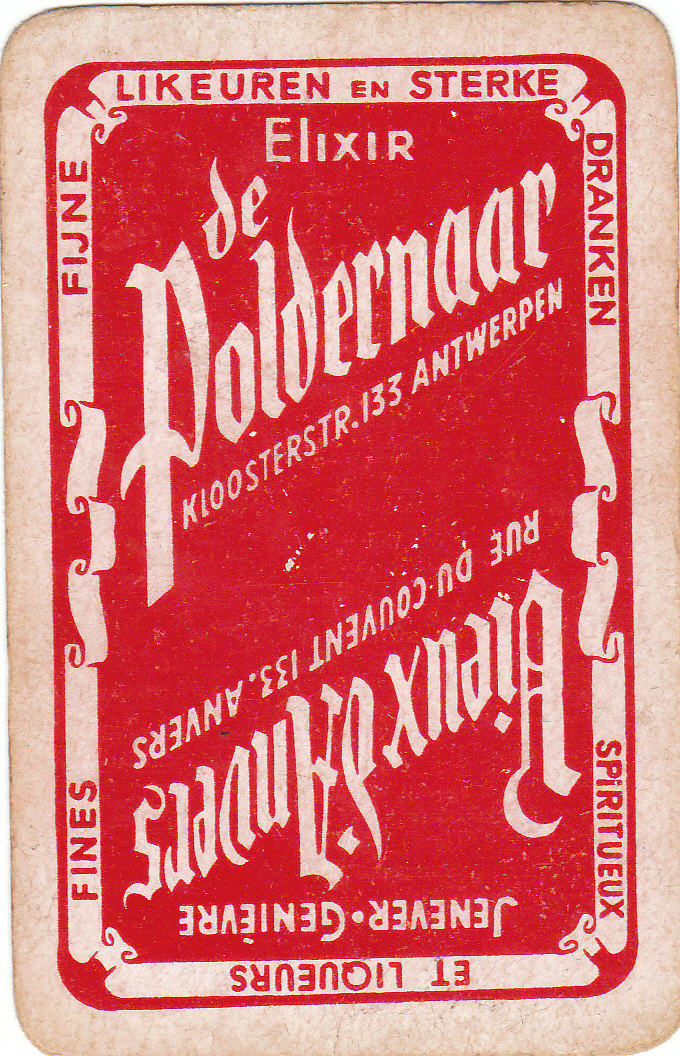 FIJNE
LIKEUREN EN STERKE
DRANKEN
ELIXIR
de
Poldernaar
KLOOSTERSTR. 133 ANTWERPEN
FINES
SPIRITUEUX
ET LIQUEURS
JENEVER • GENIÈVRE
Vieux d'Anvers
RUE DU COUVENT 133. ANVERS